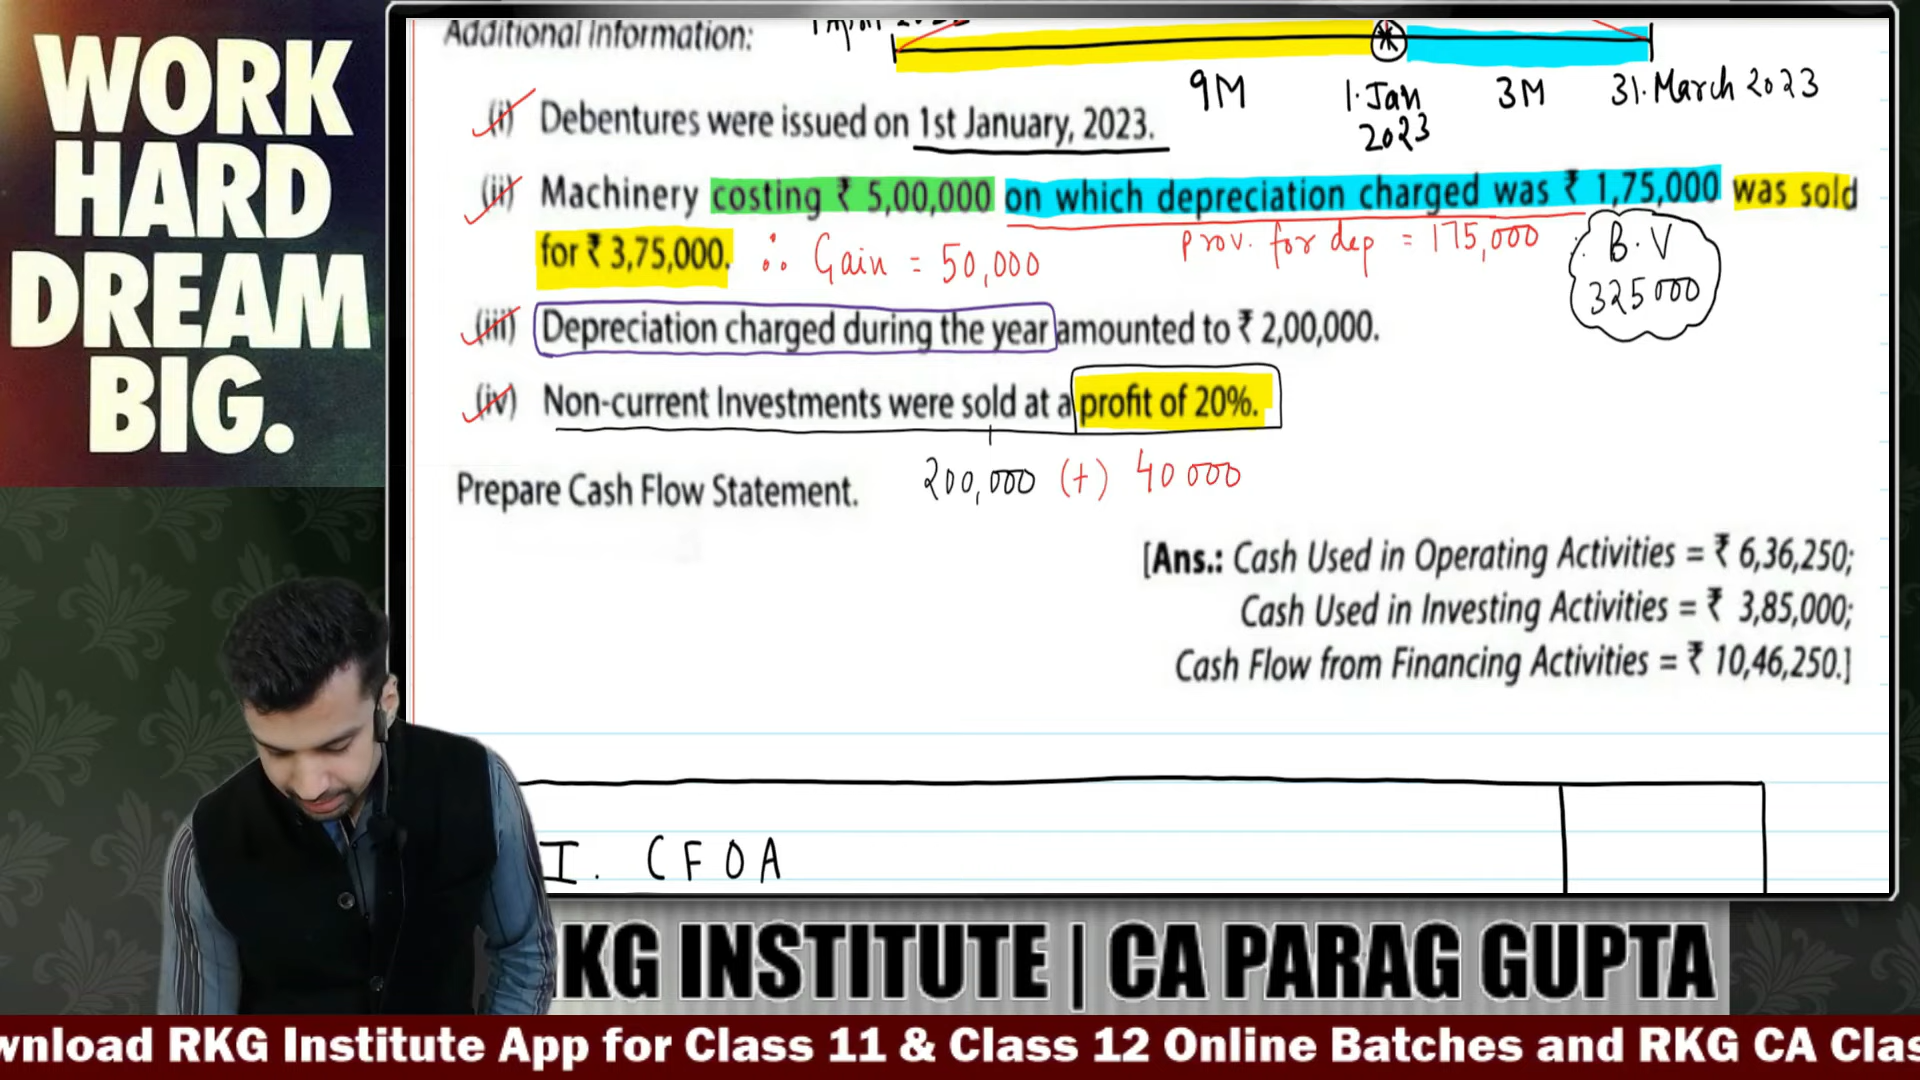 WORK
HARD
DREAM
BIG.
Additional Information:
9M
1. Jan
2023
3M
31. March 2023
(i) Debentures were issued on 1st January, 2023.
(ii) Machinery costing ₹ 5,00,000 on which depreciation charged was ₹ 1,75,000 was sold
for ₹ 3,75,000. ∴ Gain = 50,000
prov. for dep = 175,000
B.V
325000
(iii) Depreciation charged during the year amounted to ₹ 2,00,000.
(iv) Non-current Investments were sold at a profit of 20%.
200,000 (+) 40000
Prepare Cash Flow Statement.
[Ans.: Cash Used in Operating Activities = ₹ 6,36,250;
Cash Used in Investing Activities = ₹ 3,85,000;
Cash Flow from Financing Activities = ₹ 10,46,250.]
I. CFOA
KG INSTITUTE | CA PARAG GUPTA
wnload RKG Institute App for Class 11 & Class 12 Online Batches and RKG CA Clas